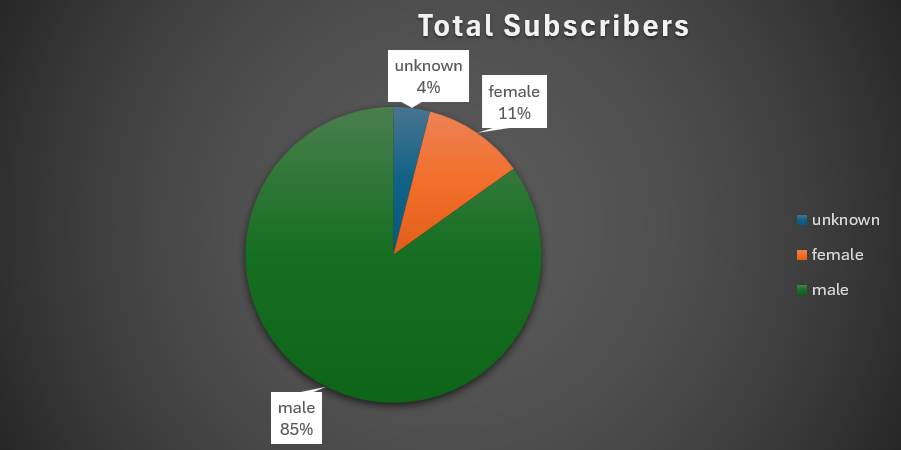 Total Subscribers
unknown
4%
female
11%
unknown
female
male
male
85%